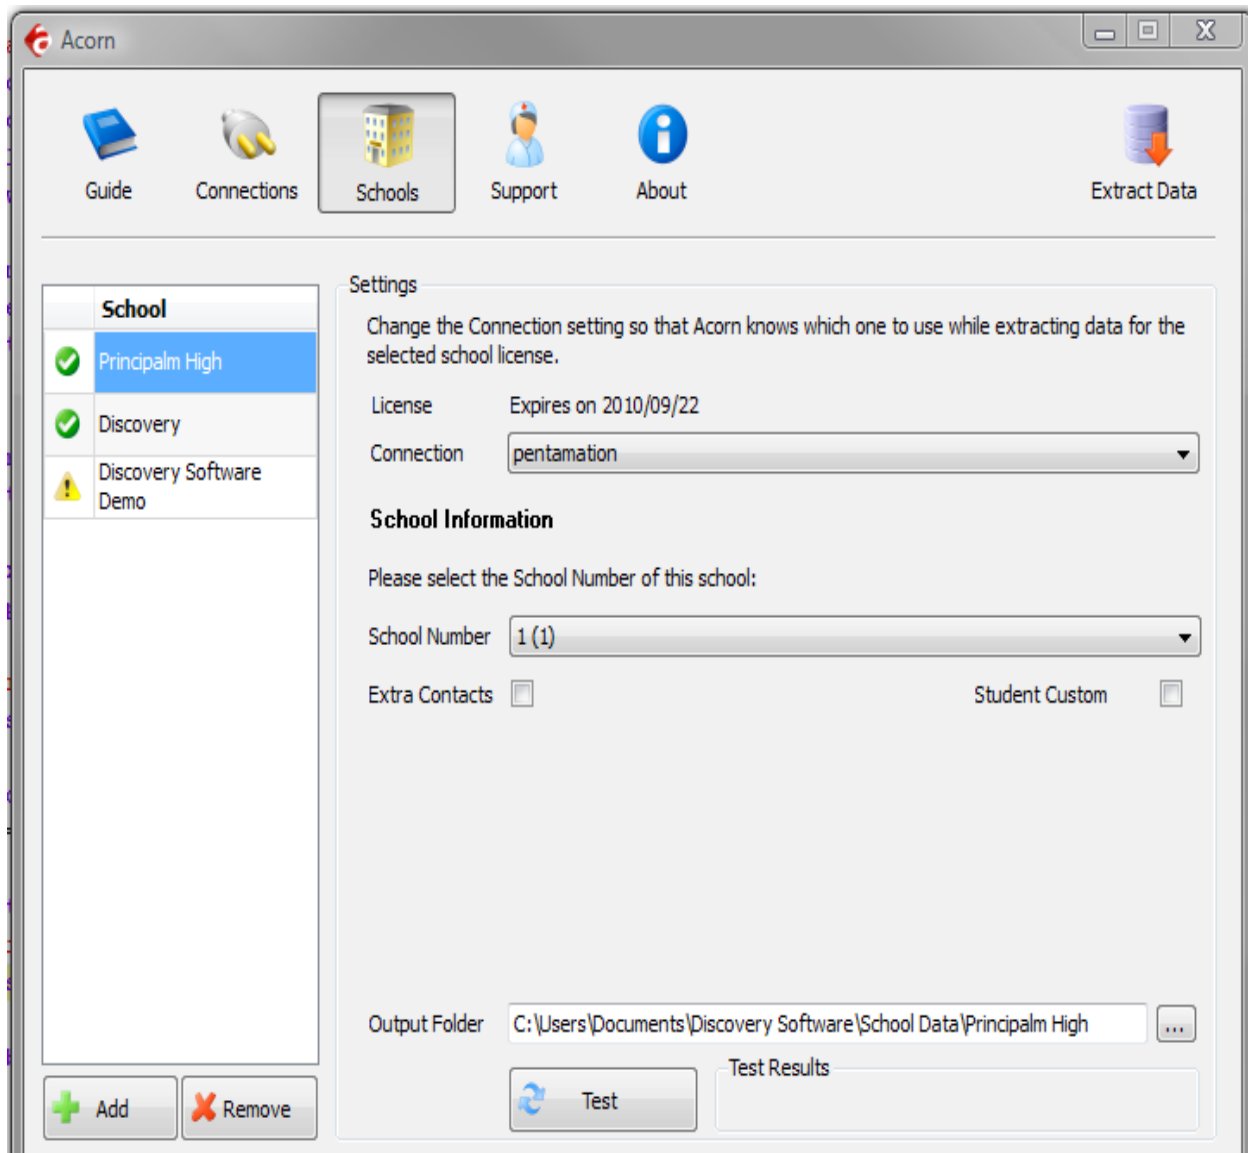 Acorn
Guide
Connections
Schools
Support
About
Extract Data
School
Principalm High
Discovery
Discovery Software
Demo
Add
Remove
Settings
Change the Connection setting so that Acorn knows which one to use while extracting data for the
selected school license.
License Expires on 2010/09/22
Connection pentamation
School Information
Please select the School Number of this school:
School Number 1 (1)
Extra Contacts Student Custom
Output Folder C:\Users\Documents\Discovery Software\School Data\Principalm High ...
Test
Test Results